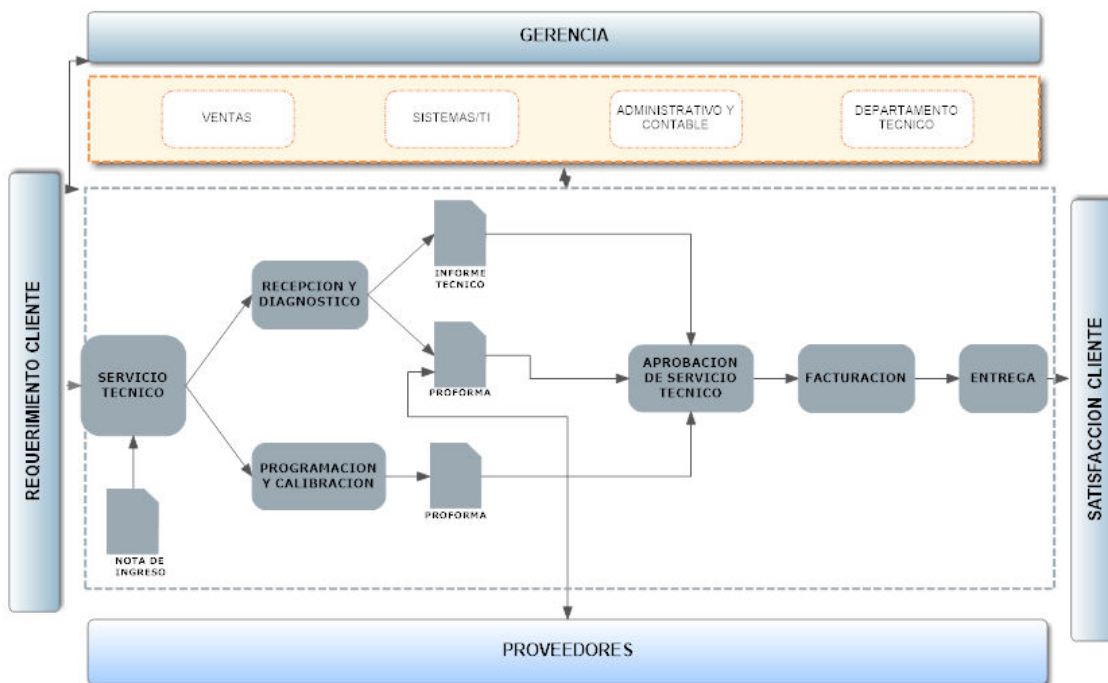 GERENCIA
VENTAS
SISTEMAS/TI
ADMINISTRATIVO Y
CONTABLE
DEPARTAMENTO
TECNICO
REQUERIMIENTO CLIENTE
INFORME
TECNICO
RECEPCION Y
DIAGNOSTICO
PROFORMA
SERVICIO
TECNICO
APROBACION
DE SERVICIO
TECNICO
FACTURACION
ENTREGA
SATISFACCION CLIENTE
PROGRAMACION
Y CALIBRACION
PROFORMA
NOTA DE
INGRESO
PROVEEDORES